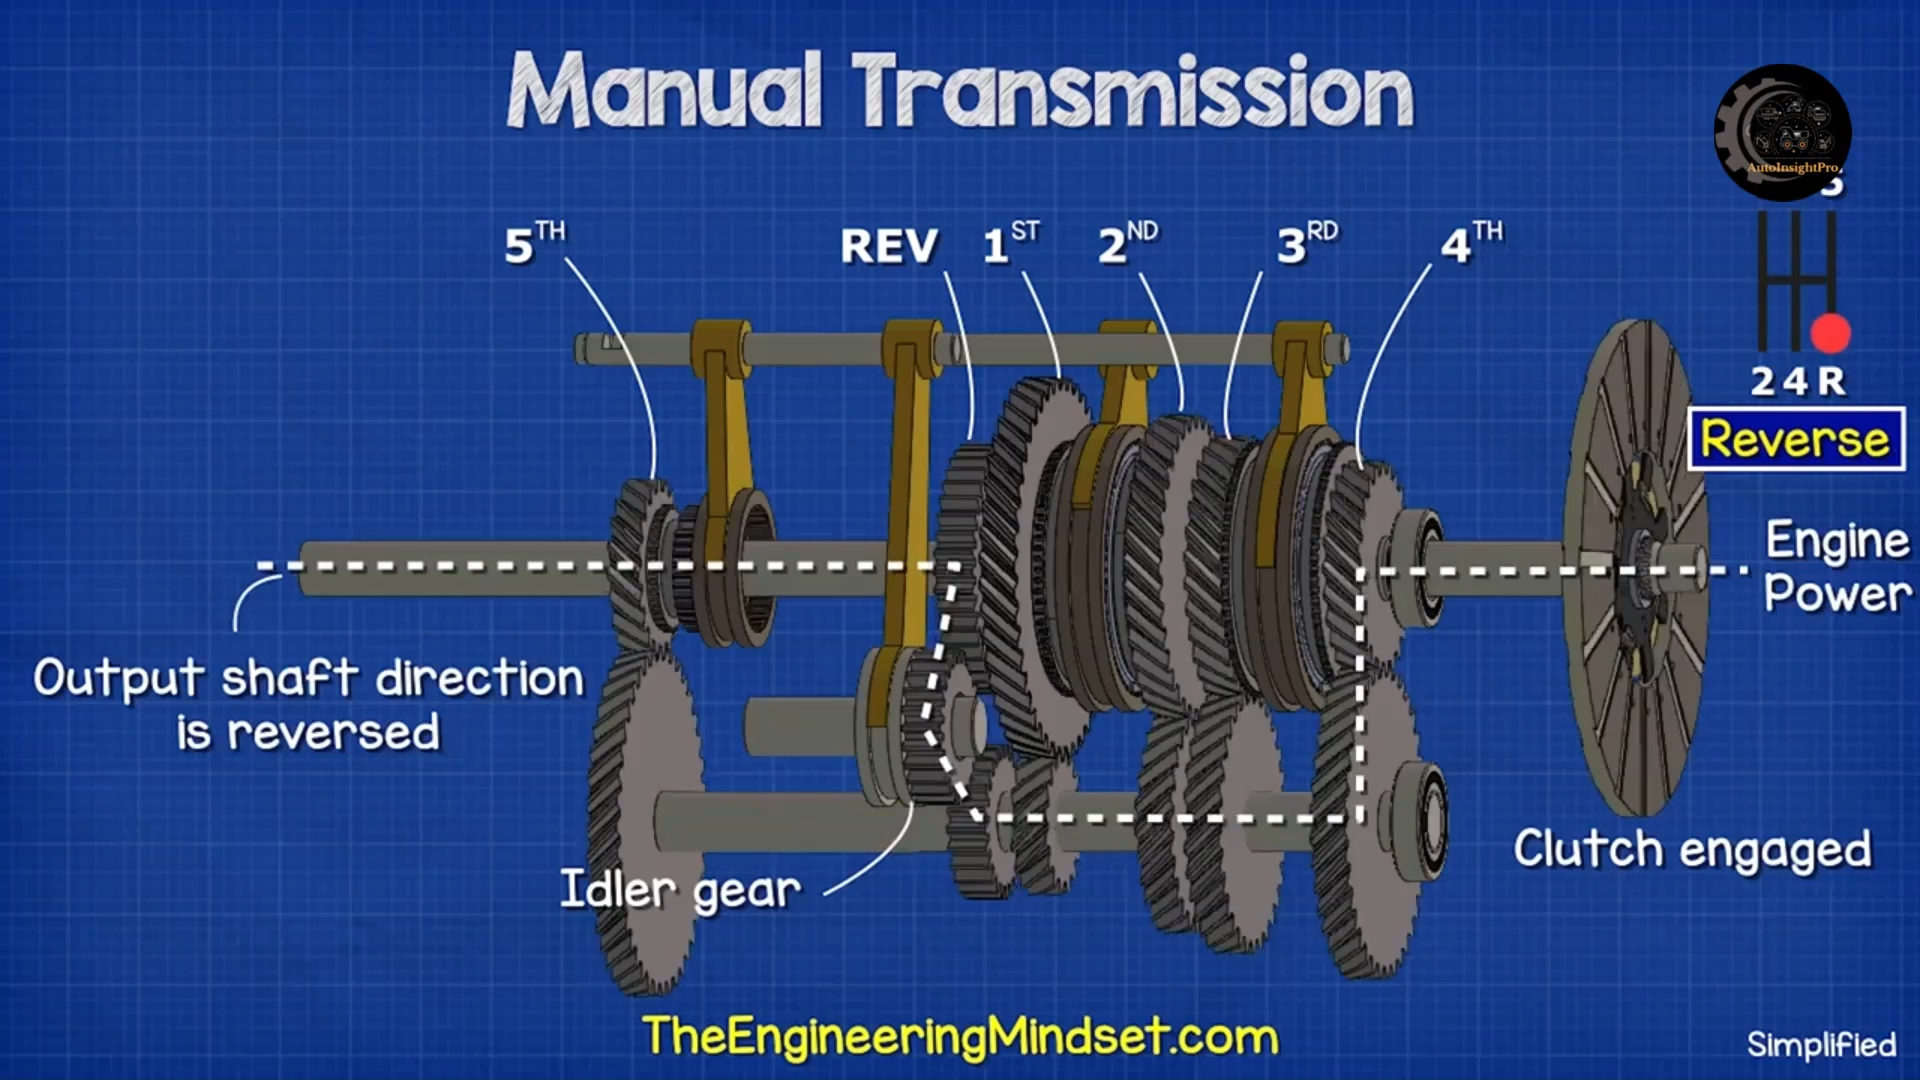 Manual Transmission
AutoInsightPro
5
5TH
REV
1ST
2ND
3RD
4TH
2 4 R
Reverse
Engine
Power
Output shaft direction
is reversed
Idler gear
Clutch engaged
TheEngineeringMindset.com
Simplified